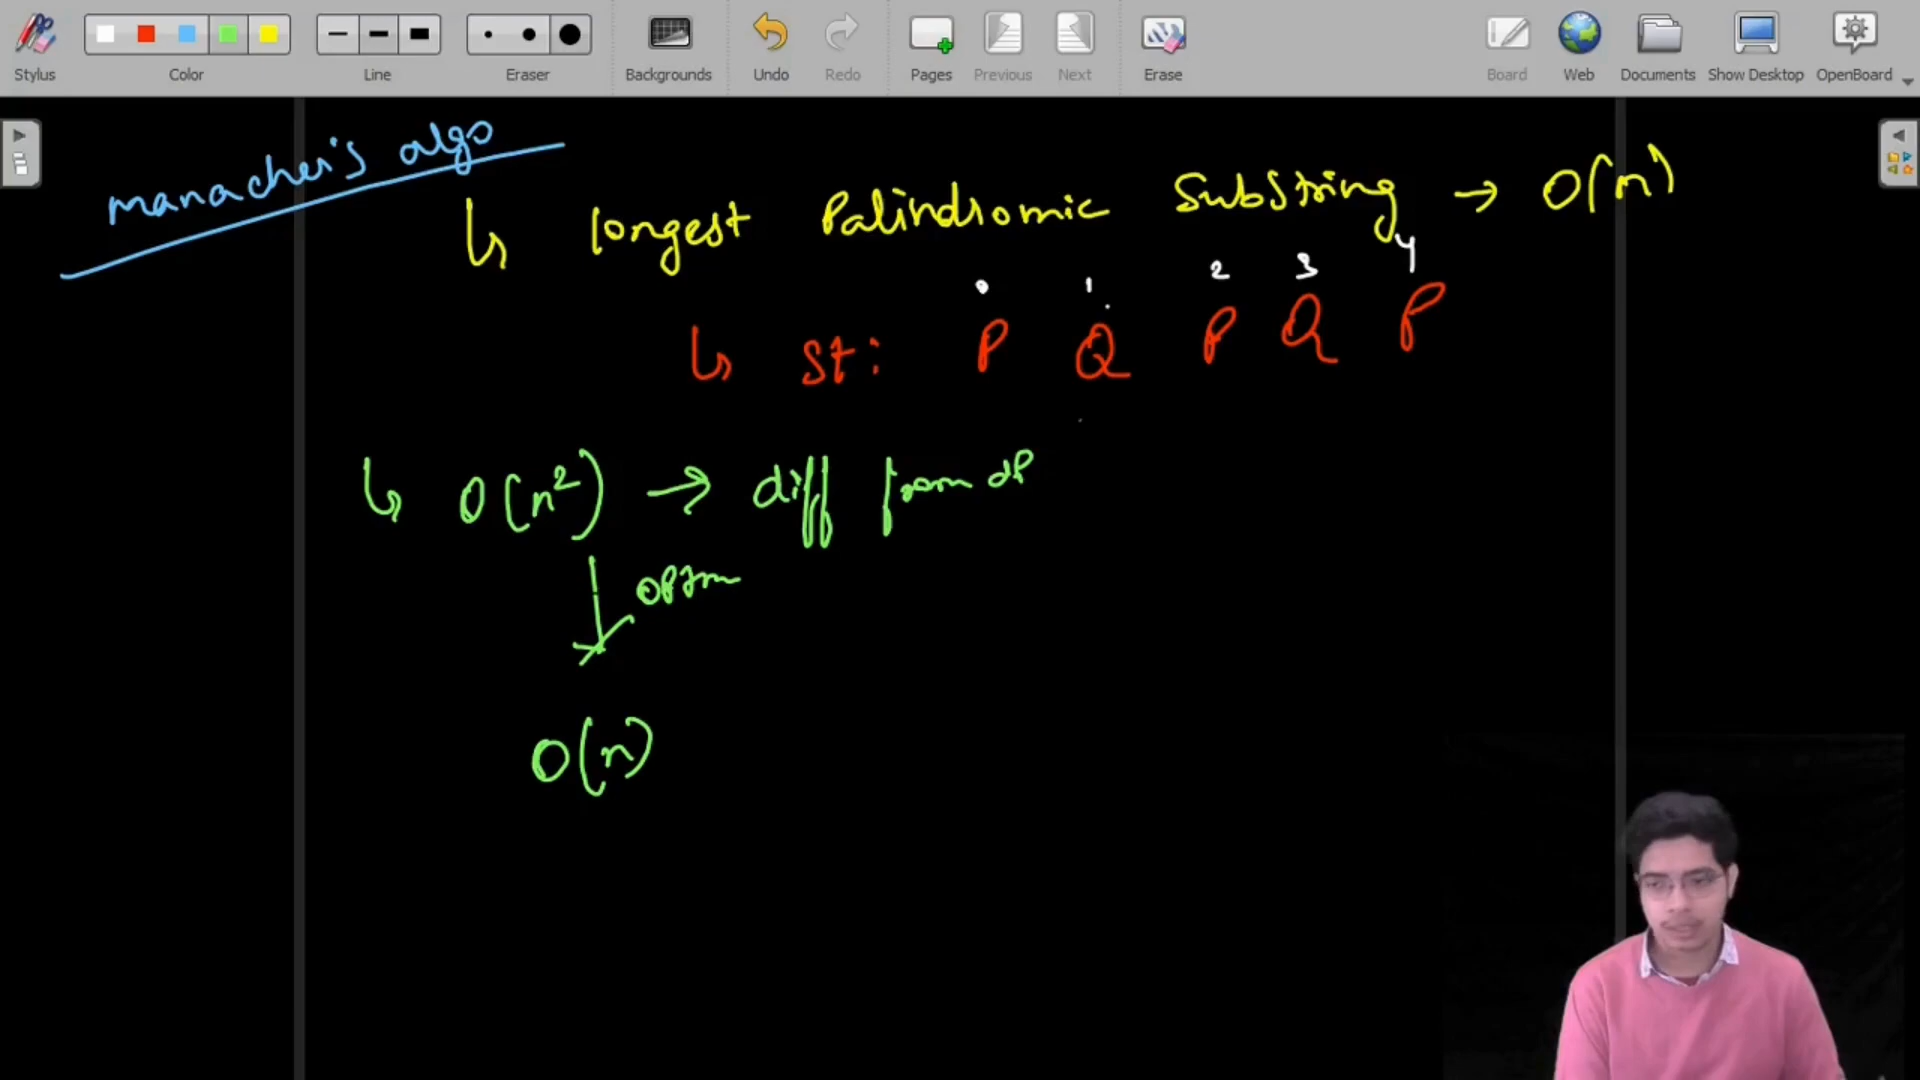 Stylus Color Line Eraser Backgrounds Undo Redo Pages Previous Next Erase Board Web Documents Show Desktop OpenBoard
manacher's algo
↳ longest Palindromic Substring → O(n)
0 1 2 3 4
↳ St: P Q P Q P
↳ O(n²) → diff from dP
optm
O(n)